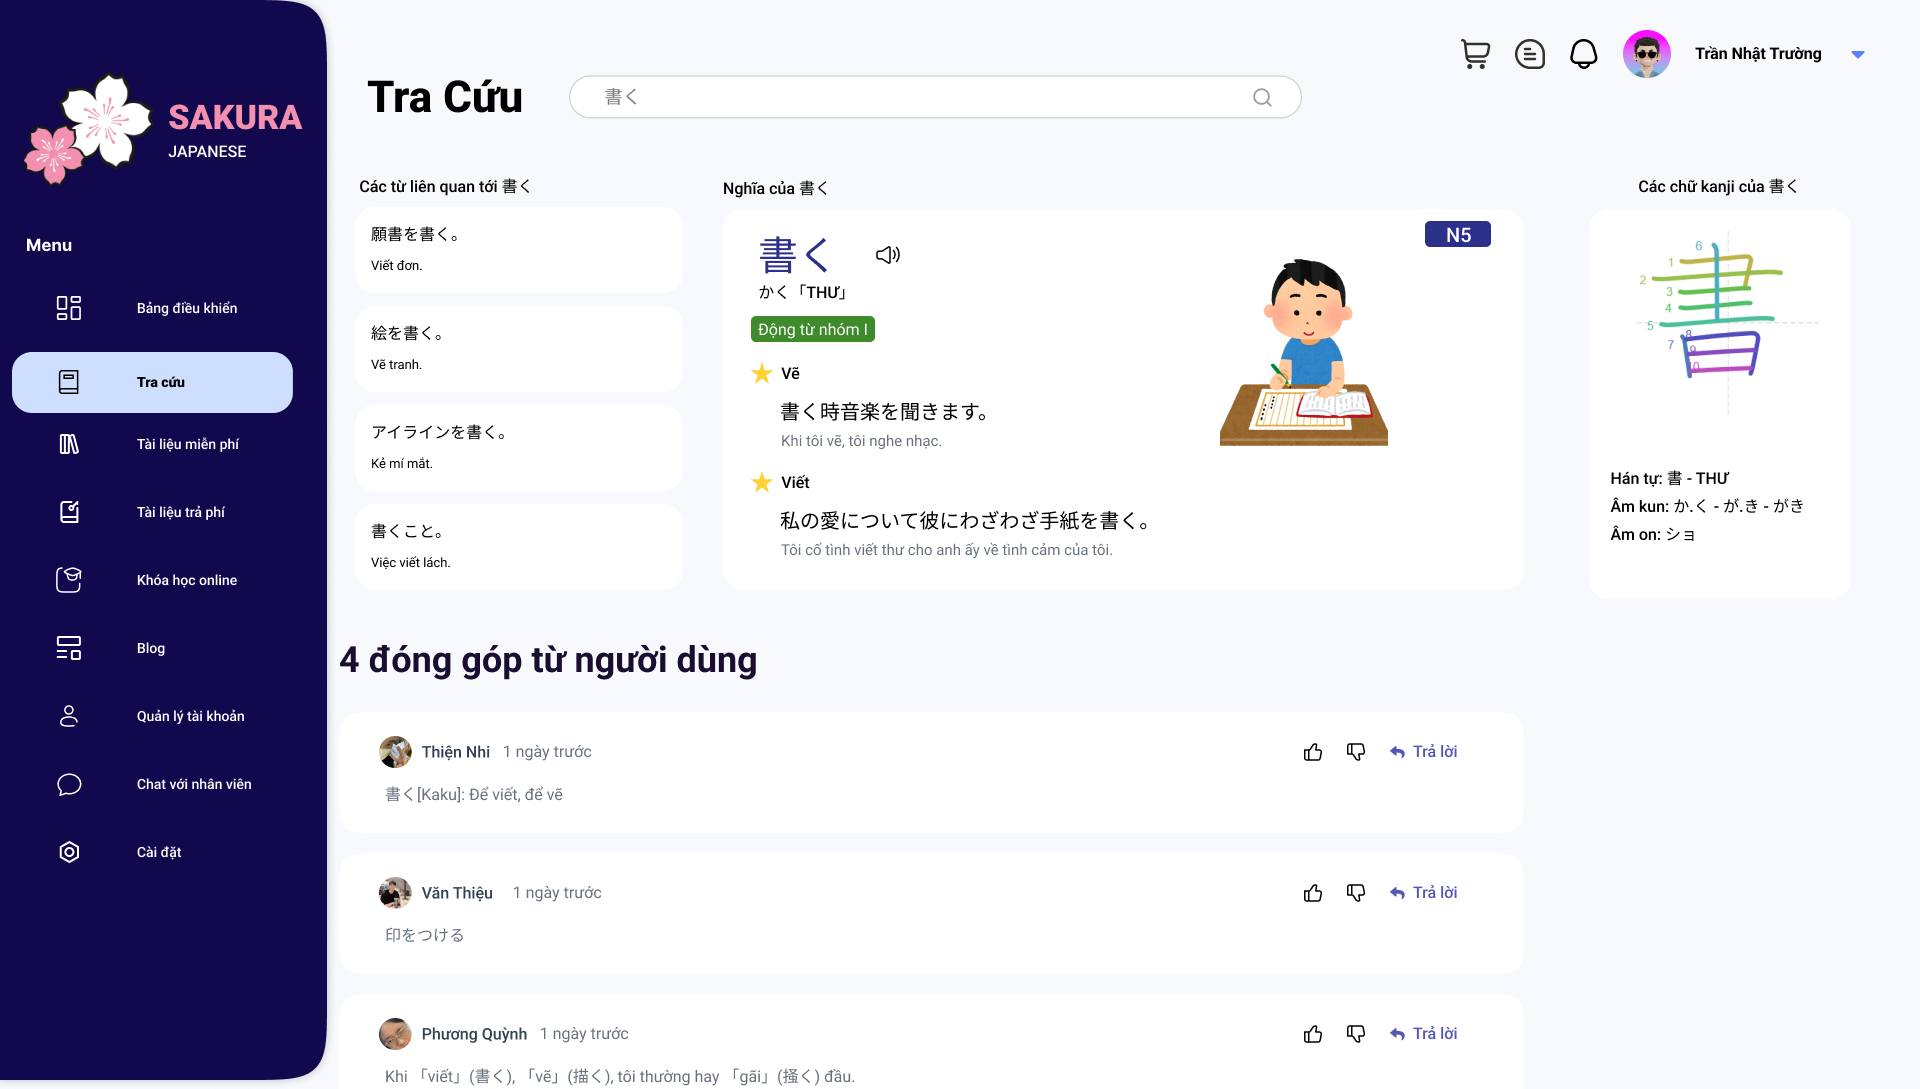 SAKURA
JAPANESE
Menu
Bảng điều khiển
Tra cứu
Tài liệu miễn phí
Tài liệu trả phí
Khóa học online
Blog
Quản lý tài khoản
Chat với nhân viên
Cài đặt
Tra Cứu
書く
Trần Nhật Trường
Các từ liên quan tới 書く
願書を書く。
Viết đơn.
絵を書く。
Vẽ tranh.
アイラインを書く。
Kẻ mí mắt.
書くこと。
Việc viết lách.
Nghĩa của 書く
N5
書く
かく「THƯ」
Động từ nhóm I
Vẽ
書く時音楽を聞きます。
Khi tôi vẽ, tôi nghe nhạc.
Viết
私の愛について彼にわざわざ手紙を書く。
Tôi cố tình viết thư cho anh ấy về tình cảm của tôi.
Các chữ kanji của 書く
1
2
3
4
5
6
7
8
9
10
Hán tự: 書 - THƯ
Âm kun: か.く - が.き - がき
Âm on: ショ
4 đóng góp từ người dùng
Thiện Nhi 1 ngày trước
Trả lời
書く[Kaku]: Để viết, để vẽ
Văn Thiệu 1 ngày trước
Trả lời
印をつける
Phương Quỳnh 1 ngày trước
Trả lời
Khi 「viết」(書く), 「vẽ」(描く), tôi thường hay 「gãi」(掻く) đầu.